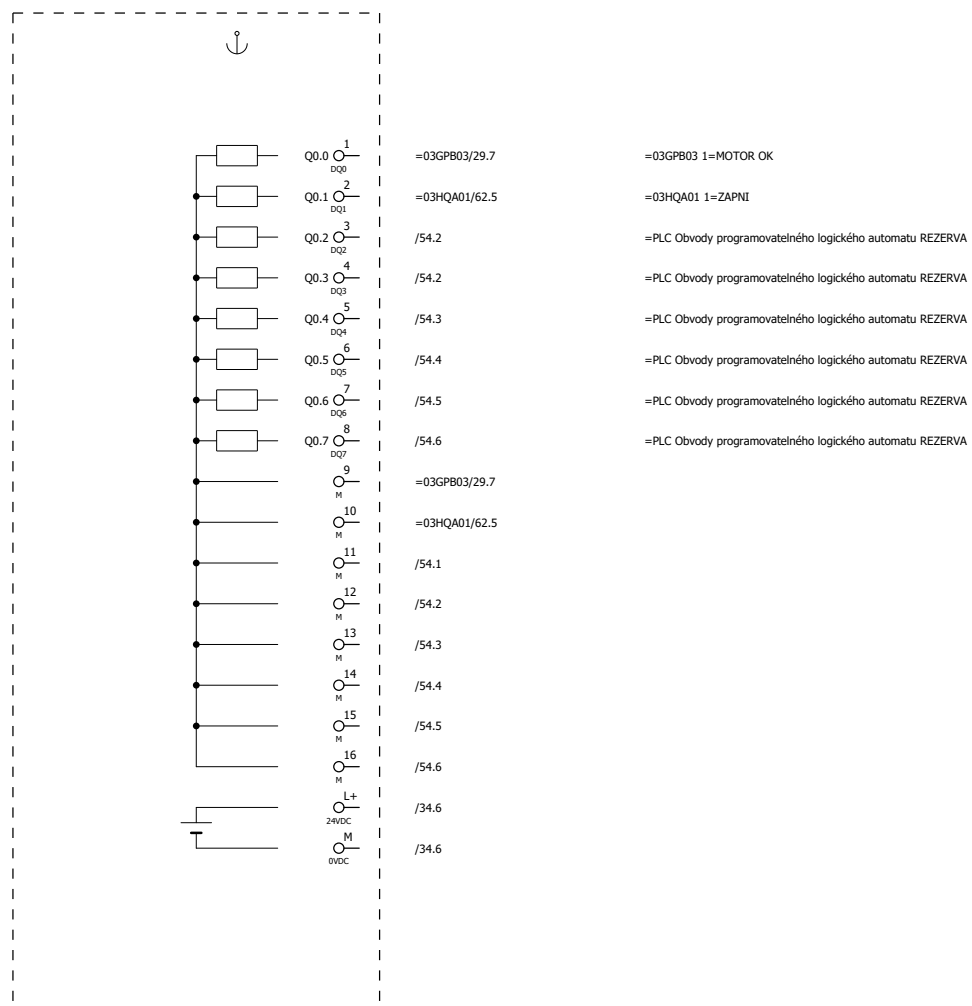 1
Q0.0 =03GPB03/29.7 =03GPB03 1=MOTOR OK
DQ0
2
Q0.1 =03HQA01/62.5 =03HQA01 1=ZAPNI
DQ1
3
Q0.2 /54.2 =PLC Obvody programovatelného logického automatu REZERVA
DQ2
4
Q0.3 /54.2 =PLC Obvody programovatelného logického automatu REZERVA
DQ3
5
Q0.4 /54.3 =PLC Obvody programovatelného logického automatu REZERVA
DQ4
6
Q0.5 /54.4 =PLC Obvody programovatelného logického automatu REZERVA
DQ5
7
Q0.6 /54.5 =PLC Obvody programovatelného logického automatu REZERVA
DQ6
8
Q0.7 /54.6 =PLC Obvody programovatelného logického automatu REZERVA
DQ7
9
=03GPB03/29.7
M
10
=03HQA01/62.5
M
11
/54.1
M
12
/54.2
M
13
/54.3
M
14
/54.4
M
15
/54.5
M
16
/54.6
M
L+
/34.6
24VDC
M
/34.6
0VDC